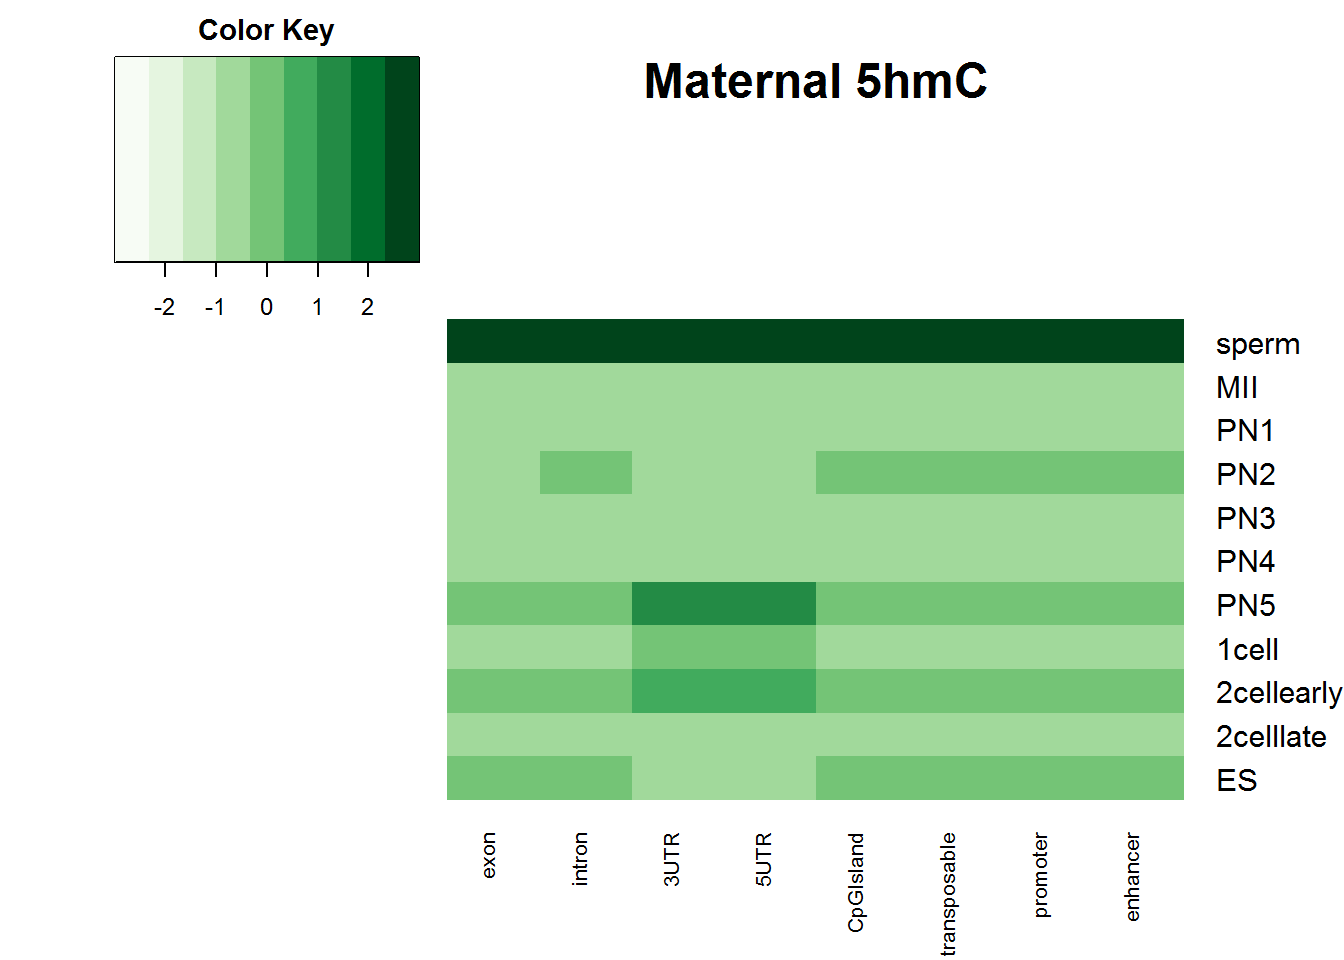 Color Key
Maternal 5hmC
-2 -1 0 1 2
sperm
MII
PN1
PN2
PN3
PN4
PN5
1cell
2cellearly
2celllate
ES
exon
intron
3UTR
5UTR
CpGIsland
transposable
promoter
enhancer